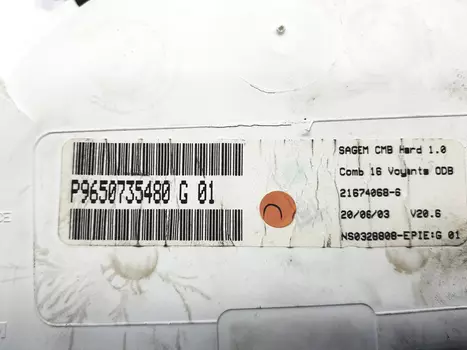 P9650735480 G 01
SAGEM CMB Hard 1.0
Comb 16 Voyants ODB
21674068-6
20/06/03 V20.6
NS0328808-EPIE:G 01